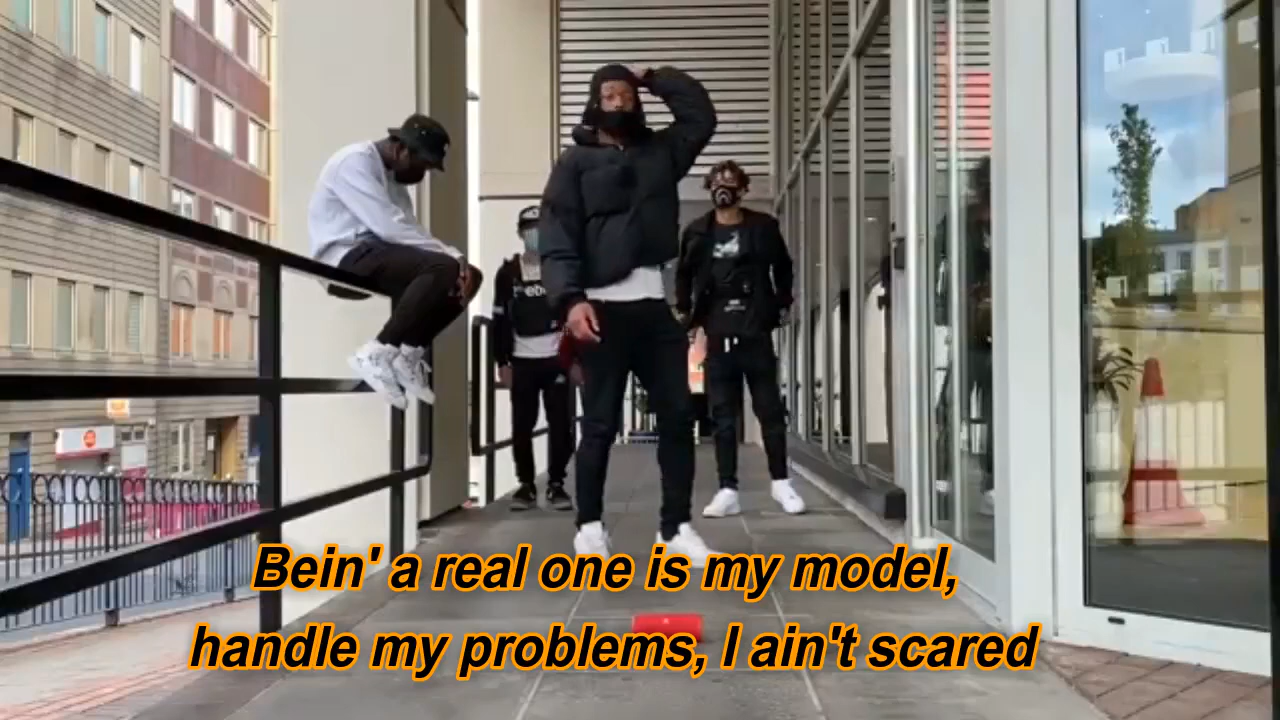 Bein' a real one is my model,
handle my problems, I ain't scared